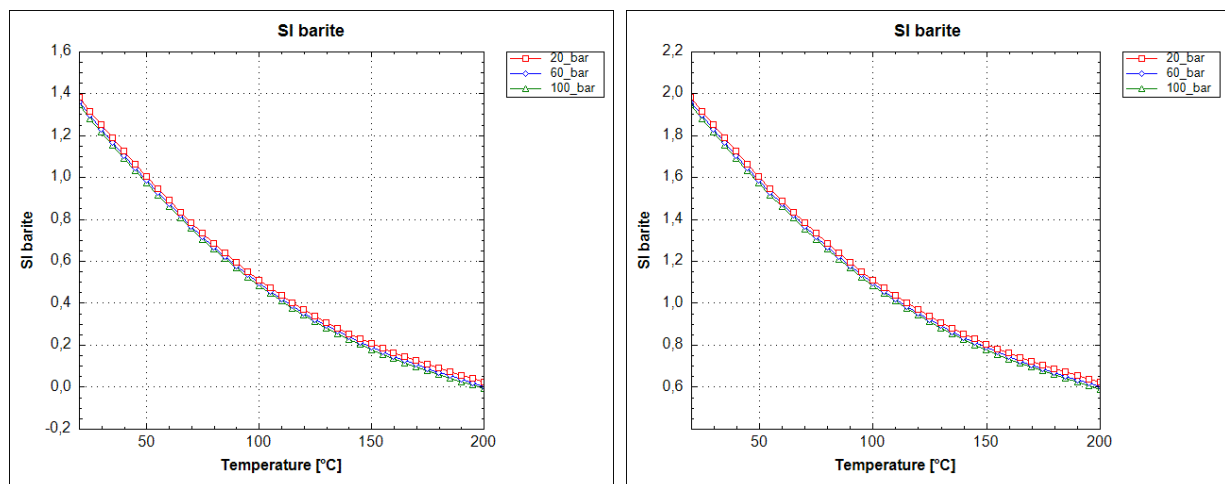 SI barite
20_bar
60_bar
100_bar
1,6
1,4
1,2
1,0
0,8
0,6
0,4
0,2
0,0
-0,2
SI barite
50
100
150
200
Temperature [°C]
SI barite
20_bar
60_bar
100_bar
2,2
2,0
1,8
1,6
1,4
1,2
1,0
0,8
0,6
SI barite
50
100
150
200
Temperature [°C]